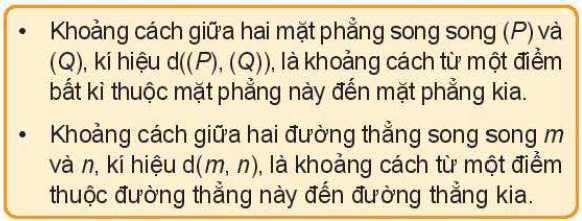 • Khoảng cách giữa hai mặt phẳng song song (P) và
(Q), kí hiệu d((P), (Q)), là khoảng cách từ một điểm
bất kì thuộc mặt phẳng này đến mặt phẳng kia.
• Khoảng cách giữa hai đường thẳng song song m
và n, kí hiệu d(m, n), là khoảng cách từ một điểm
thuộc đường thẳng này đến đường thẳng kia.